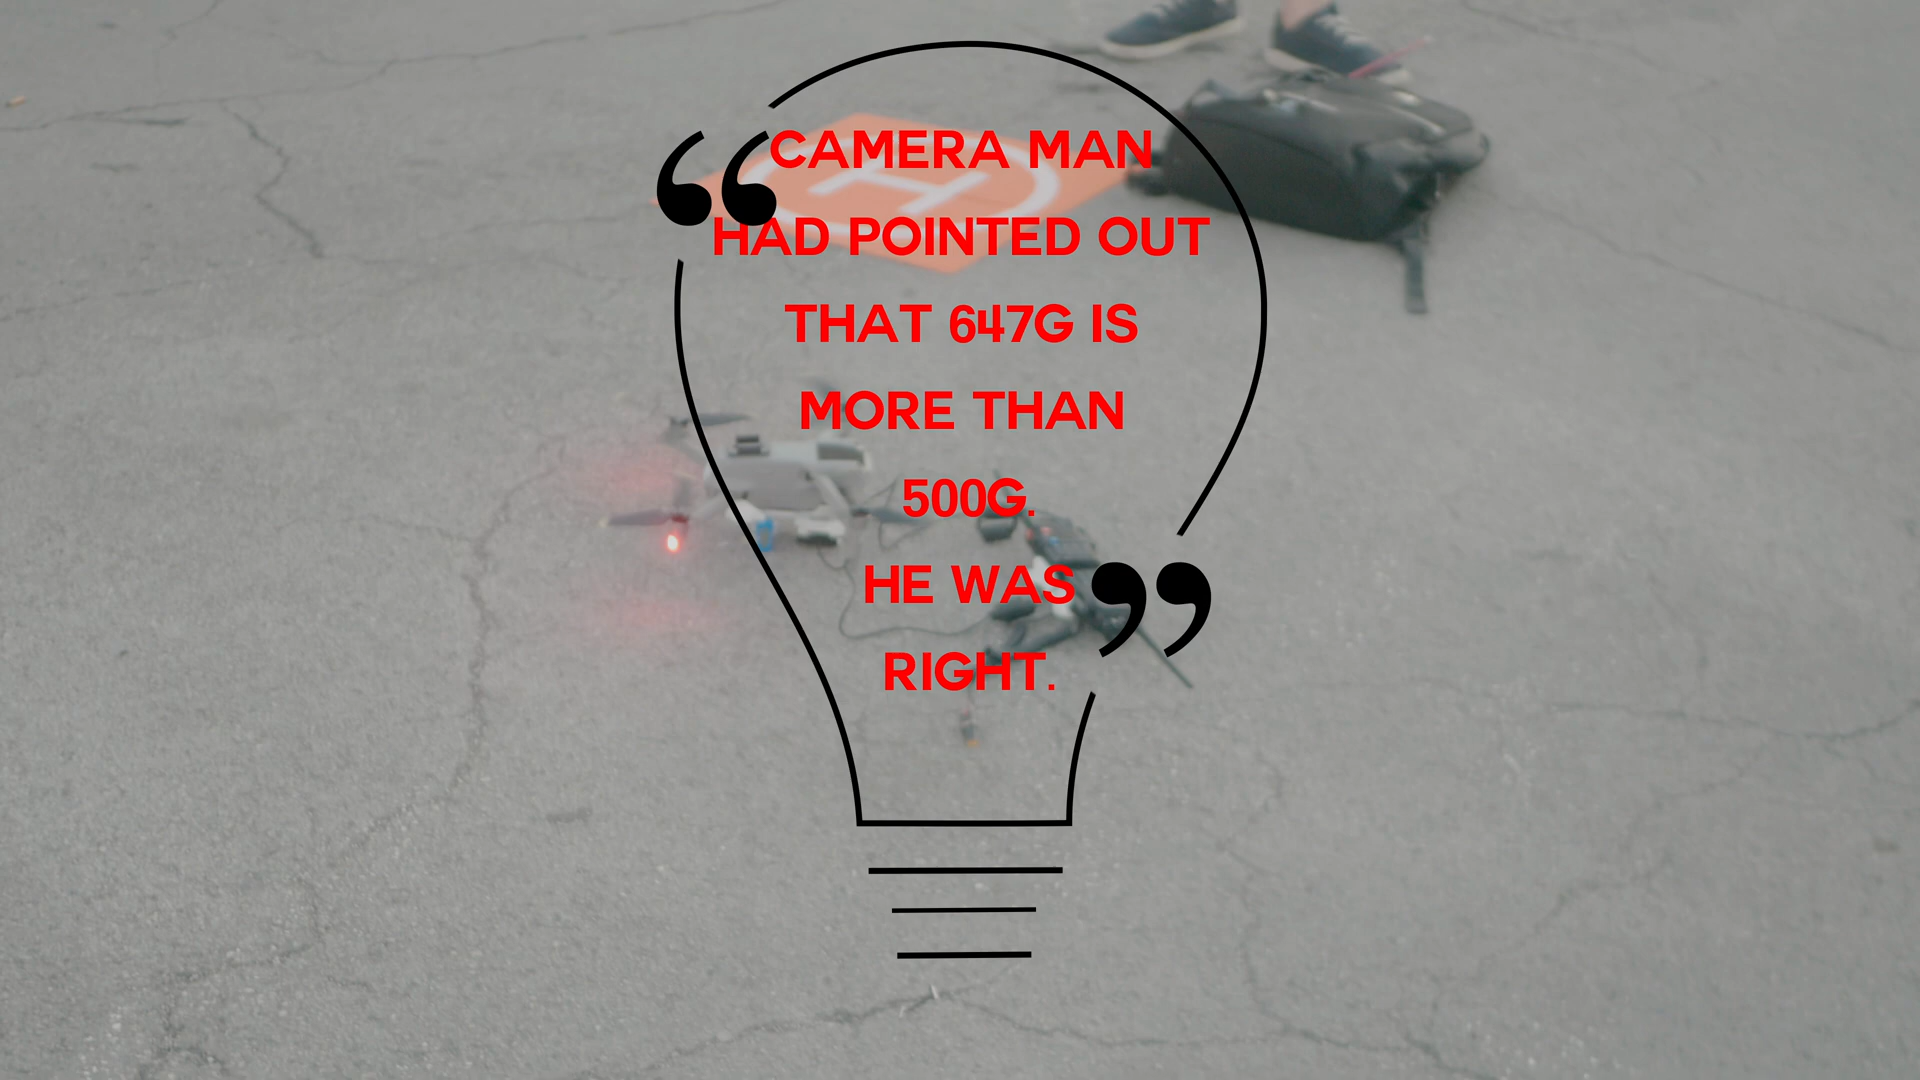 CAMERA MAN
HAD POINTED OUT
THAT 647G IS
MORE THAN
500G.
HE WAS
RIGHT.
H